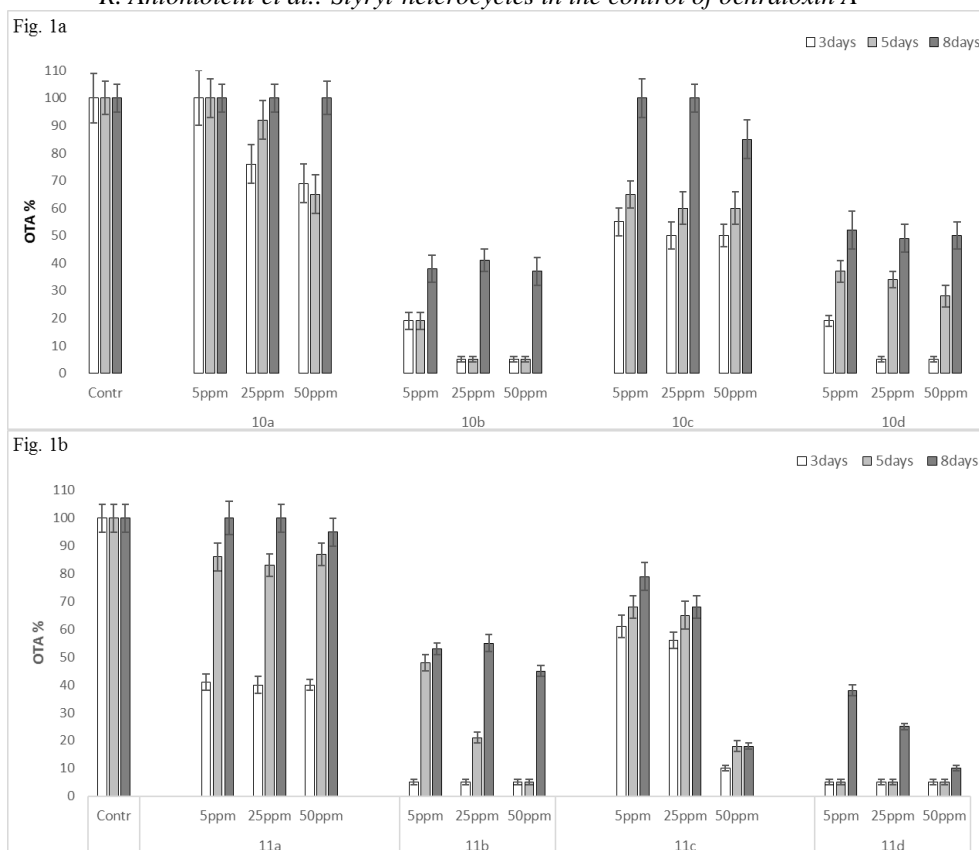 R. Antonioletti et al.: Styryl-heterocycles in the control of ochratoxin A
Fig. 1a
3days 5days 8days
110
100
90
80
70
60
50
40
30
20
10
0
OTA %
Contr 5ppm 25ppm 50ppm 5ppm 25ppm 50ppm 5ppm 25ppm 50ppm 5ppm 25ppm 50ppm
10a 10b 10c 10d
Fig. 1b
3days 5days 8days
110
100
90
80
70
60
50
40
30
20
10
0
OTA %
Contr 5ppm 25ppm 50ppm 5ppm 25ppm 50ppm 5ppm 25ppm 50ppm 5ppm 25ppm 50ppm
11a 11b 11c 11d